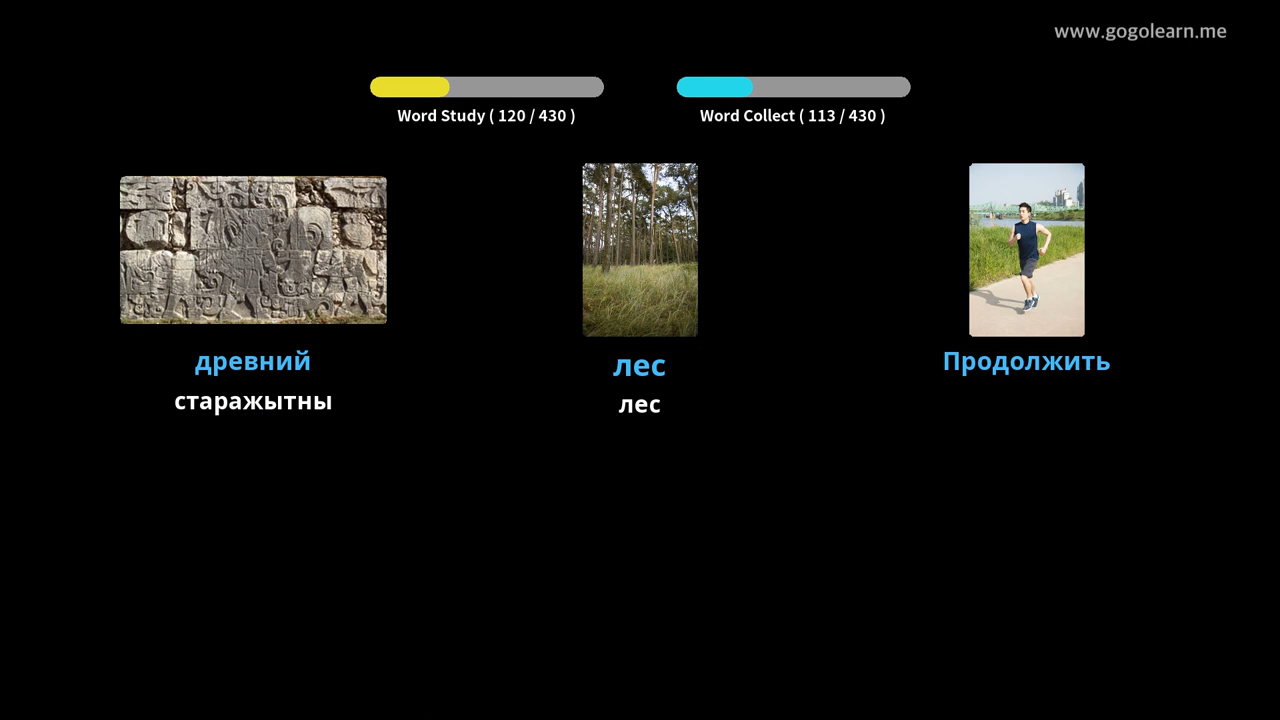 www.gogolearn.me
Word Study ( 120 / 430 )
Word Collect ( 113 / 430 )
древний
старажытны
лес
лес
Продолжить